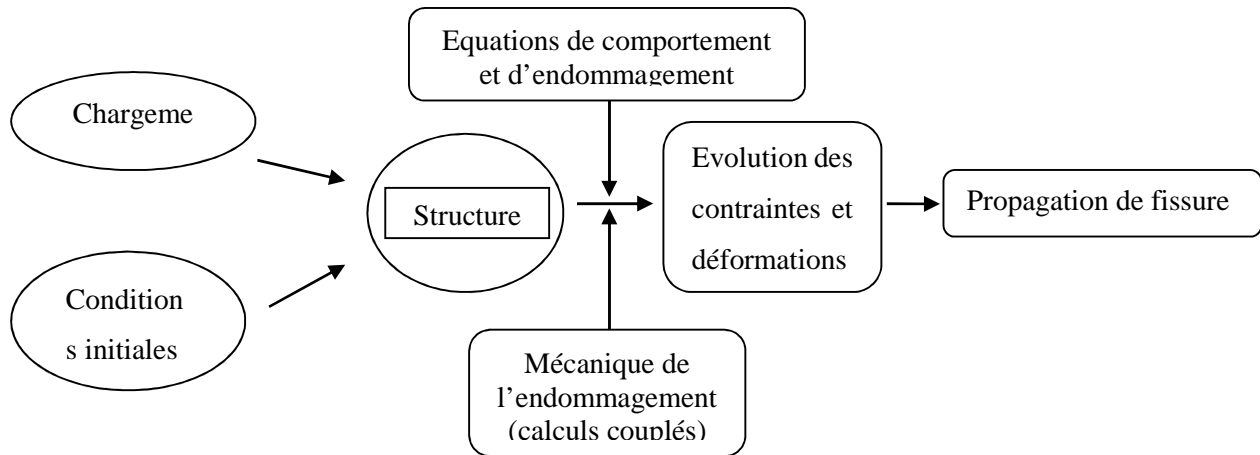 Equations de comportement
et d'endommagement
Chargeme
Condition
s initiales
Structure
Evolution des
contraintes et
déformations
Propagation de fissure
Mécanique de
l'endommagement
(calculs couplés)